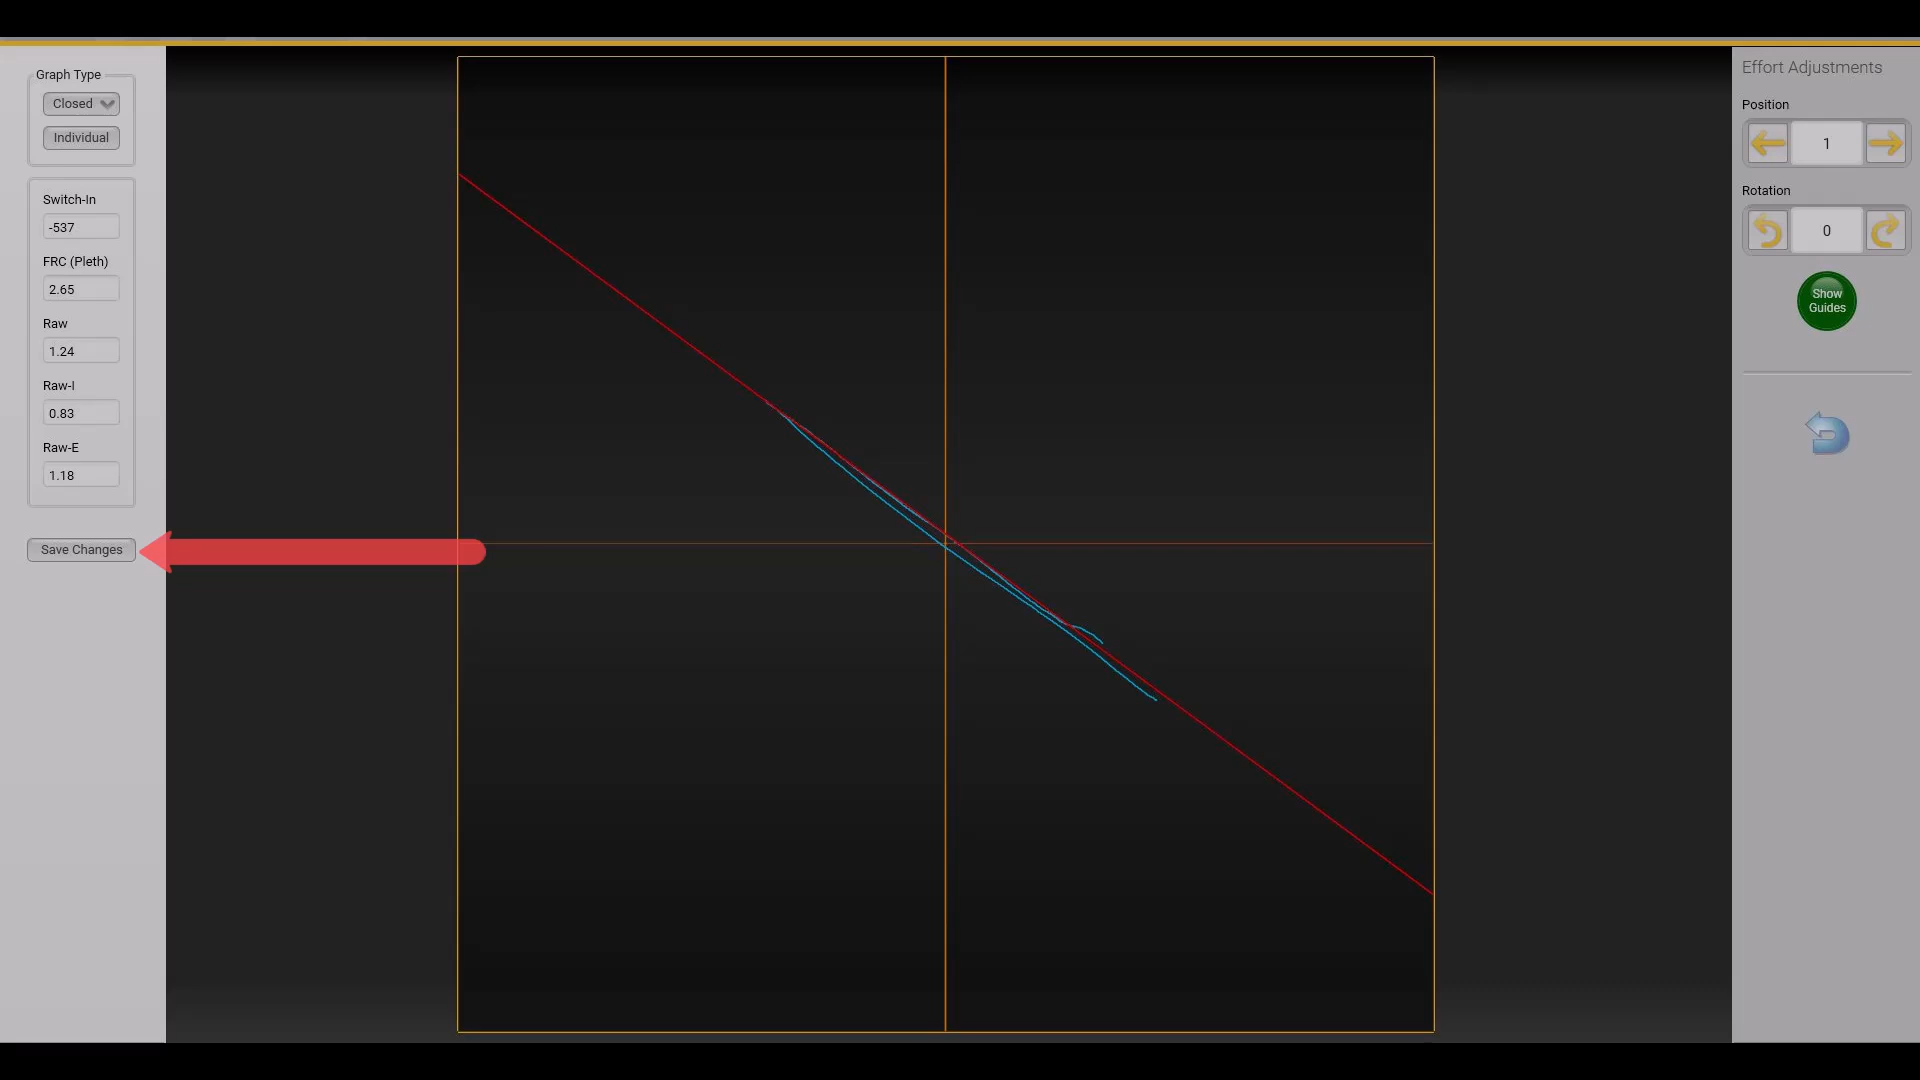 Graph Type
Closed
Individual
Switch-In
-537
FRC (Pleth)
2.65
Raw
1.24
Raw-I
0.83
Raw-E
1.18
Save Changes
Effort Adjustments
Position
1
Rotation
0
Show
Guides